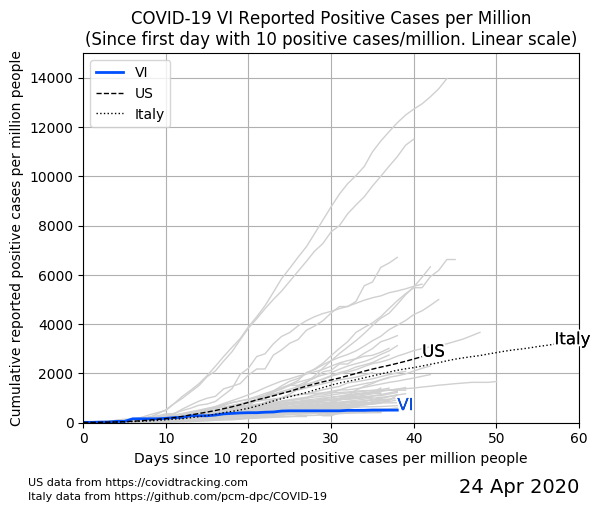 COVID-19 VI Reported Positive Cases per Million
(Since first day with 10 positive cases/million. Linear scale)
Cumulative reported positive cases per million people
14000
12000
10000
8000
6000
4000
2000
0
VI
US
Italy
US
Italy
VI
0 10 20 30 40 50 60
Days since 10 reported positive cases per million people
US data from https://covidtracking.com
Italy data from https://github.com/pcm-dpc/COVID-19
24 Apr 2020